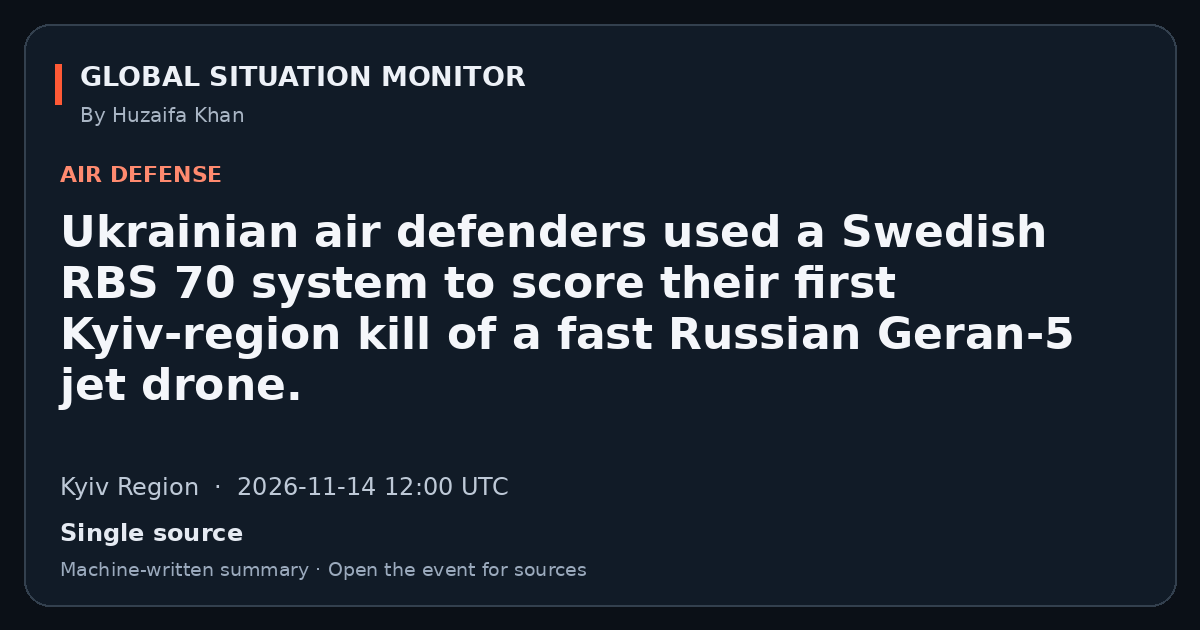 GLOBAL SITUATION MONITOR
By Huzaifa Khan
AIR DEFENSE
Ukrainian air defenders used a Swedish
RBS 70 system to score their first
Kyiv-region kill of a fast Russian Geran-5
jet drone.
Kyiv Region · 2026-11-14 12:00 UTC
Single source
Machine-written summary · Open the event for sources